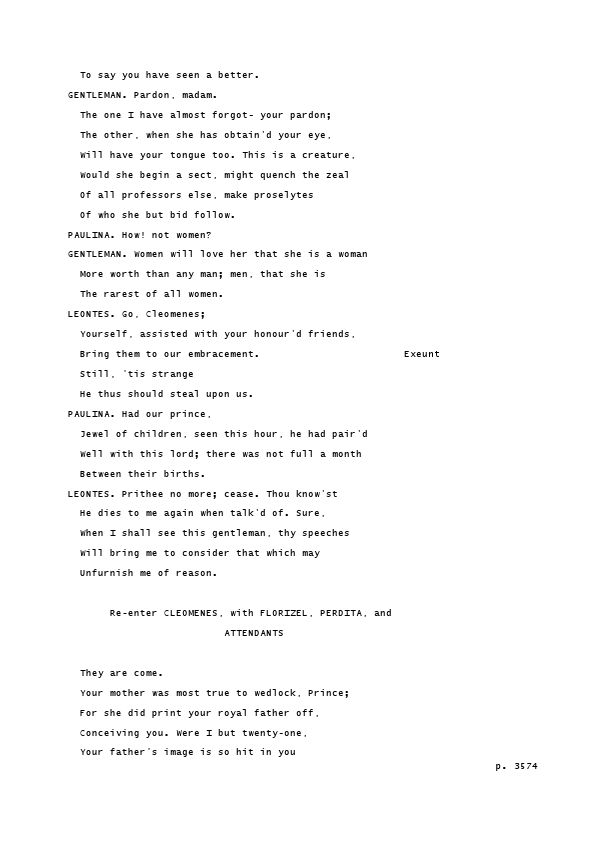 To say you have seen a better.
GENTLEMAN. Pardon, madam.
The one I have almost forgot- your pardon;
The other, when she has obtain'd your eye,
Will have your tongue too. This is a creature,
Would she begin a sect, might quench the zeal
Of all professors else, make proselytes
Of who she but bid follow.
PAULINA. How! not women?
GENTLEMAN. Women will love her that she is a woman
More worth than any man; men, that she is
The rarest of all women.
LEONTES. Go, Cleomenes;
Yourself, assisted with your honour'd friends,
Bring them to our embracement. Exeunt
Still, 'tis strange
He thus should steal upon us.
PAULINA. Had our prince,
Jewel of children, seen this hour, he had pair'd
Well with this lord; there was not full a month
Between their births.
LEONTES. Prithee no more; cease. Thou know'st
He dies to me again when talk'd of. Sure,
When I shall see this gentleman, thy speeches
Will bring me to consider that which may
Unfurnish me of reason.
Re-enter CLEOMENES, with FLORIZEL, PERDITA, and
ATTENDANTS
They are come.
Your mother was most true to wedlock, Prince;
For she did print your royal father off,
Conceiving you. Were I but twenty-one,
Your father's image is so hit in you
p. 3574